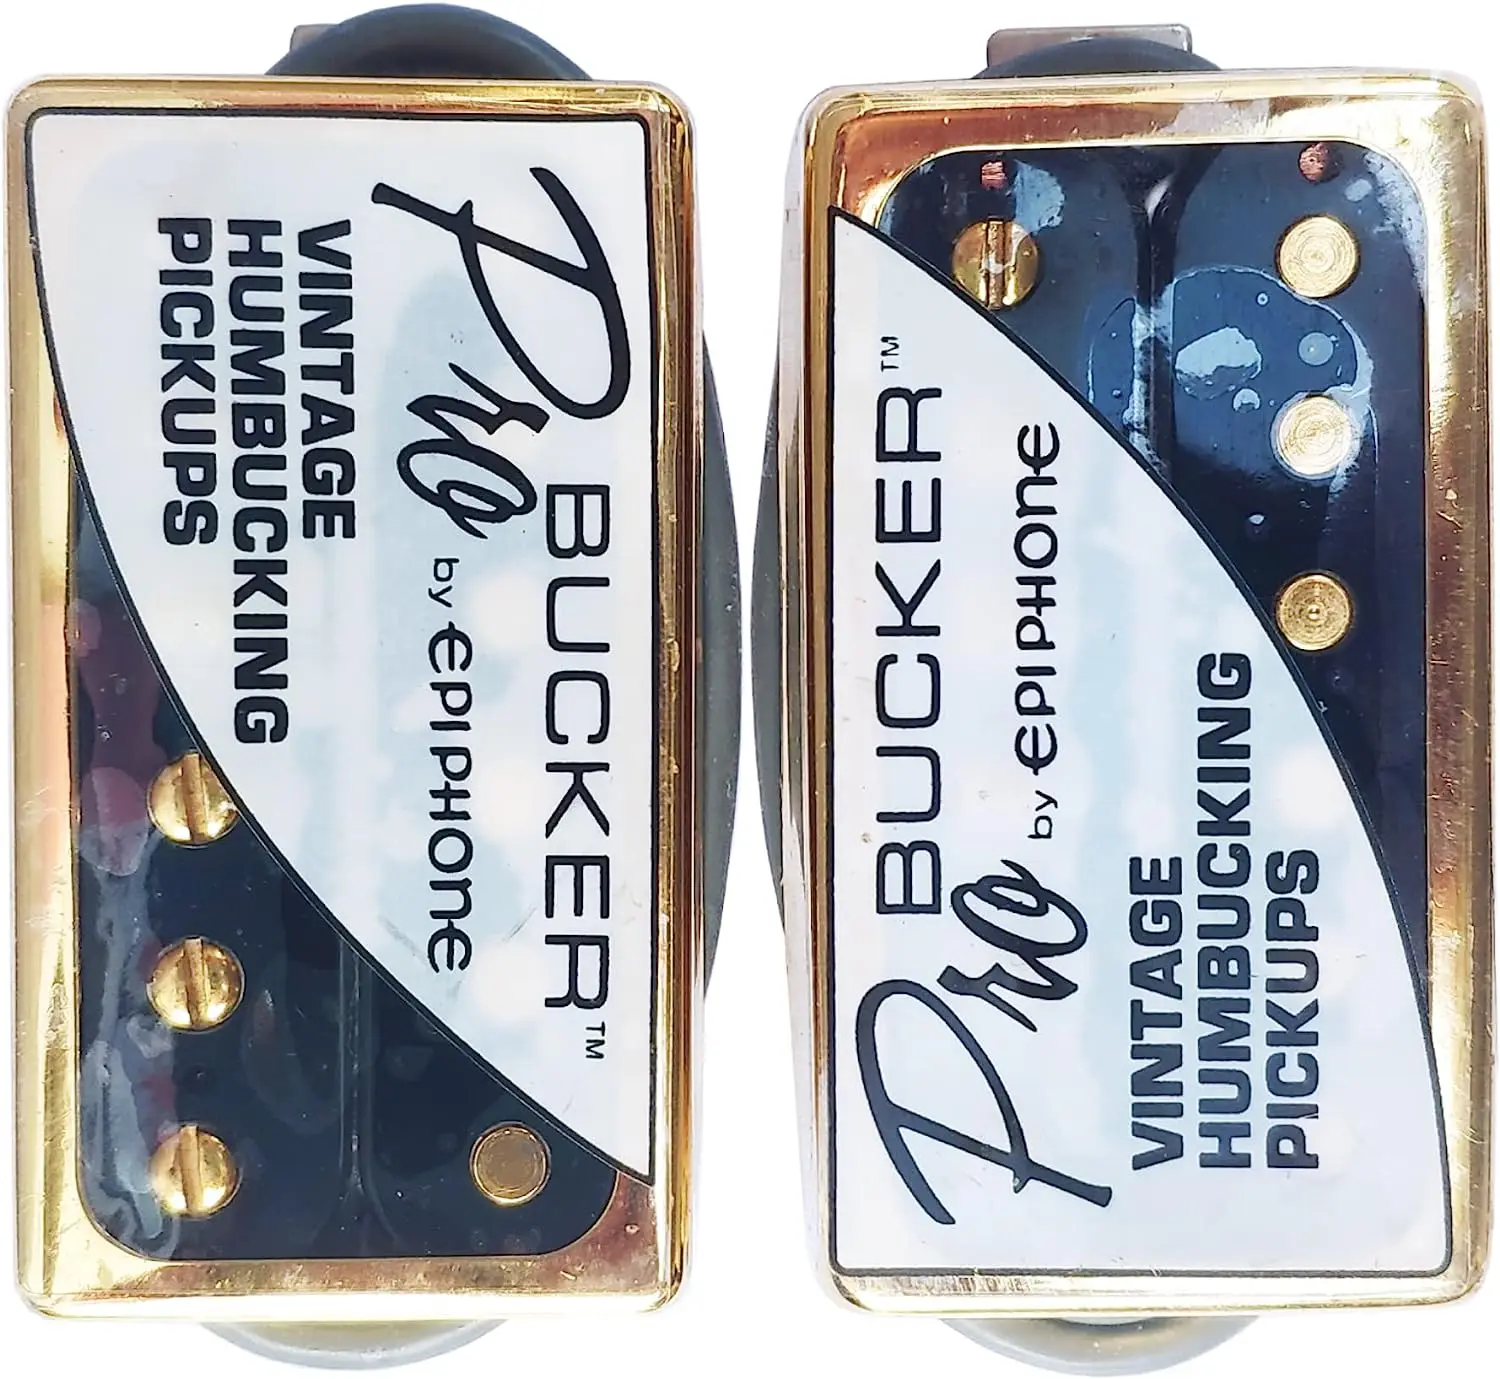 Pro BUCKER™
by EPIPHONE
VINTAGE
HUMBUCKING
PICKUPS
Pro BUCKER™
by EPIPHONE
VINTAGE
HUMBUCKING
PICKUPS